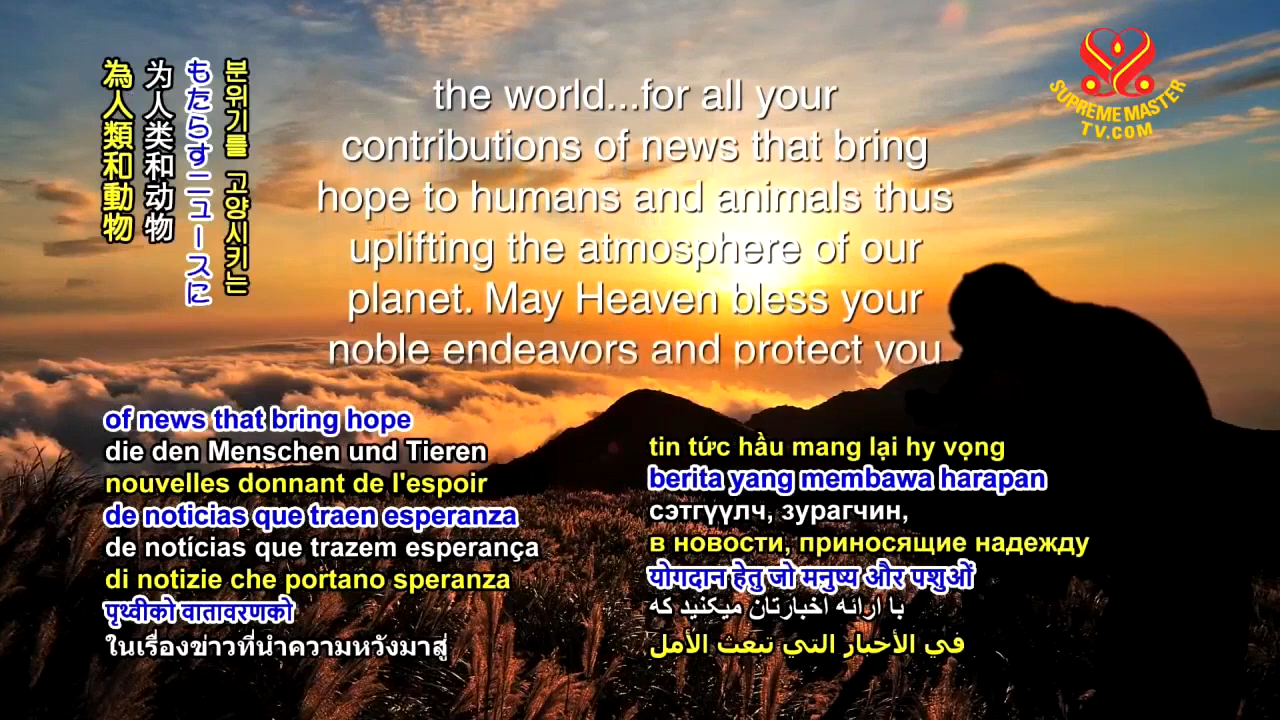 the world...for all your
contributions of news that bring
hope to humans and animals thus
uplifting the atmosphere of our
planet. May Heaven bless your
noble endeavors and protect you
SUPREME MASTER
TV.COM
為人類和動物
为人类和动物
もたらすニュースに
분위기를 고양시키는
of news that bring hope
die den Menschen und Tieren
nouvelles donnant de l'espoir
de noticias que traen esperanza
de notícias que trazem esperança
di notizie che portano speranza
पृथ्वीको वातावरणको
ในเรื่องข่าวที่นำความหวังมาสู่
tin tức hầu mang lại hy vọng
berita yang membawa harapan
сэтгүүлч, зурагчин,
в новости, приносящие надежду
योगदान हेतु जो मनुष्य और पशुओं
با ارائه اخبارتان میکنید که
في الأخبار التي تبعث الأمل